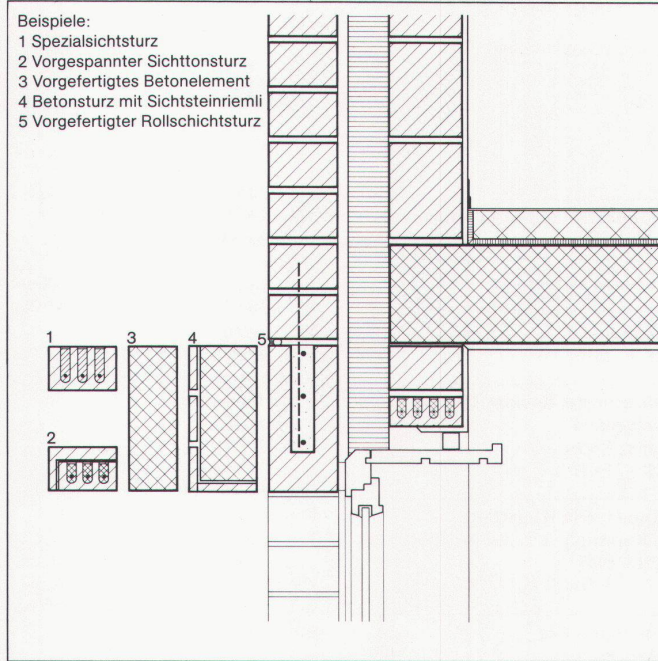 Beispiele:
1 Spezialsichtsturz
2 Vorgespannter Sichttonsturz
3 Vorgefertigtes Betonelement
4 Betonsturz mit Sichtsteinriemli
5 Vorgefertigter Rollschichtsturz
1 3 4 5
2